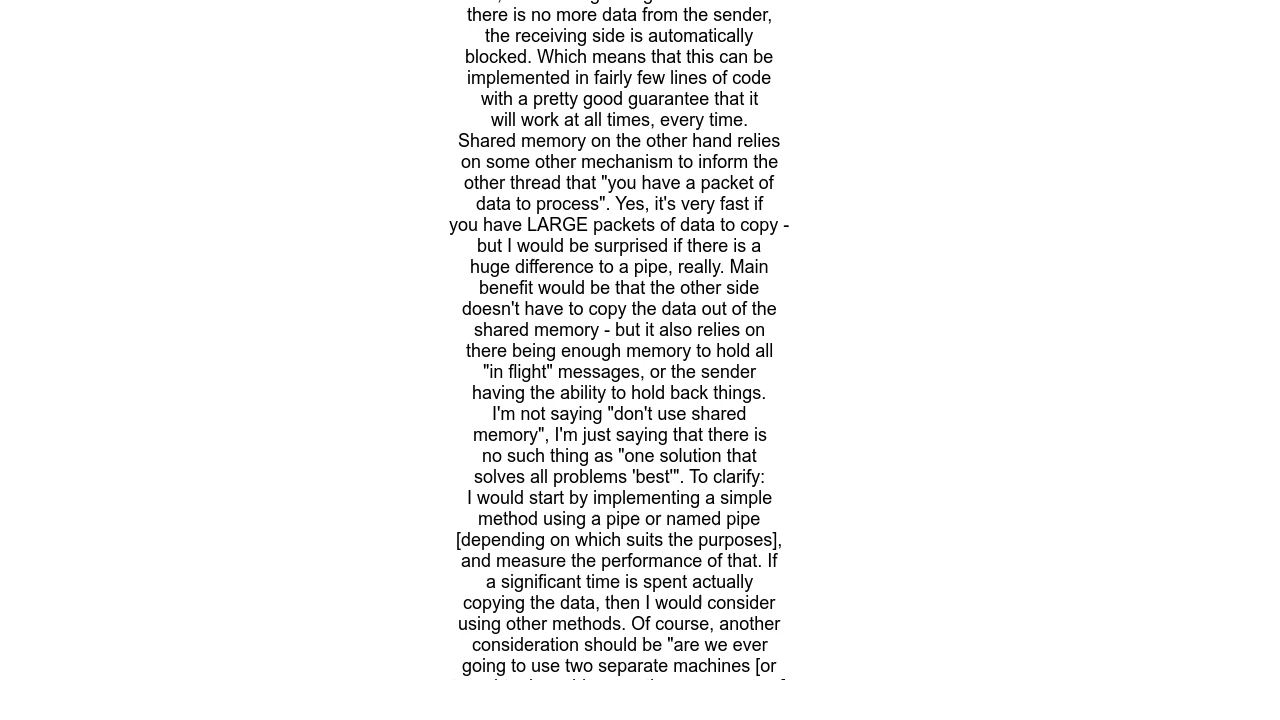 there is no more data from the sender,
the receiving side is automatically
blocked. Which means that this can be
implemented in fairly few lines of code
with a pretty good guarantee that it
will work at all times, every time.
Shared memory on the other hand relies
on some other mechanism to inform the
other thread that "you have a packet of
data to process". Yes, it's very fast if
you have LARGE packets of data to copy -
but I would be surprised if there is a
huge difference to a pipe, really. Main
benefit would be that the other side
doesn't have to copy the data out of the
shared memory - but it also relies on
there being enough memory to hold all
"in flight" messages, or the sender
having the ability to hold back things.
I'm not saying "don't use shared
memory", I'm just saying that there is
no such thing as "one solution that
solves all problems 'best'". To clarify:
I would start by implementing a simple
method using a pipe or named pipe
[depending on which suits the purposes],
and measure the performance of that. If
a significant time is spent actually
copying the data, then I would consider
using other methods. Of course, another
consideration should be "are we ever
going to use two separate machines [or